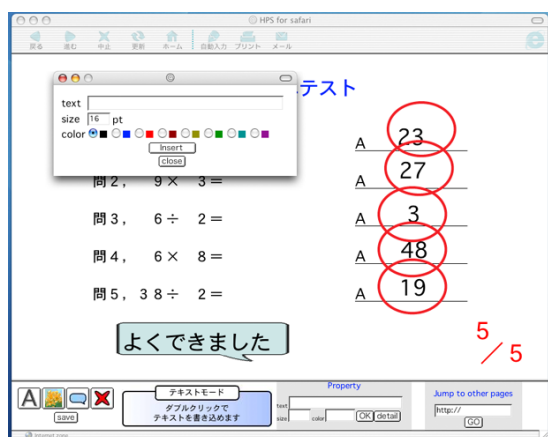 HPS for safari
戻る 進む 中止 更新 ホーム 自動入力 プリント メール
テスト
text
size 16 pt
color
Insert
close
A 23
問2, 9× 3＝ A 27
問3, 6÷ 2＝ A 3
問4, 6× 8＝ A 48
問5, 38÷ 2＝ A 19
よくできました
5／5
A
save
テキストモード
ダブルクリックで
テキストを書き込めます
Property
text
size color OK detail
Jump to other pages
http://
GO
Internet zone